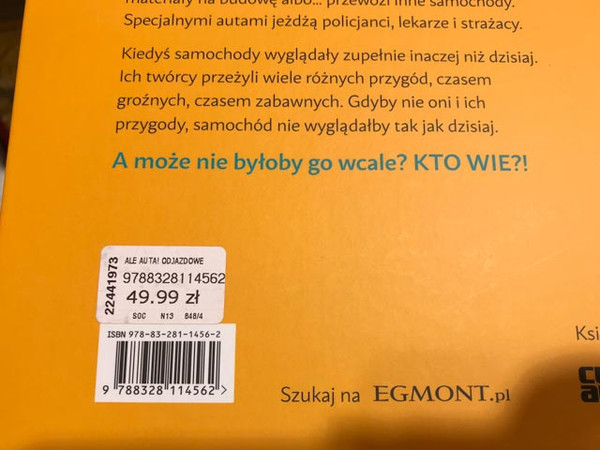 materiały na budowę albo... przewozi inne samochody.
Specjalnymi autami jeżdżą policjanci, lekarze i strażacy.
Kiedyś samochody wyglądały zupełnie inaczej niż dzisiaj.
Ich twórcy przeżyli wiele różnych przygód, czasem
groźnych, czasem zabawnych. Gdyby nie oni i ich
przygody, samochód nie wyglądałby tak jak dzisiaj.
A może nie byłoby go wcale? KTO WIE?!
22441973
ALE AUTA! ODJAZDOWE
9788328114562
49.99 zł
SOC N13 848/4
ISBN 978-83-281-1456-2
9 788328 114562 >
Szukaj na EGMONT.pl
Ksi